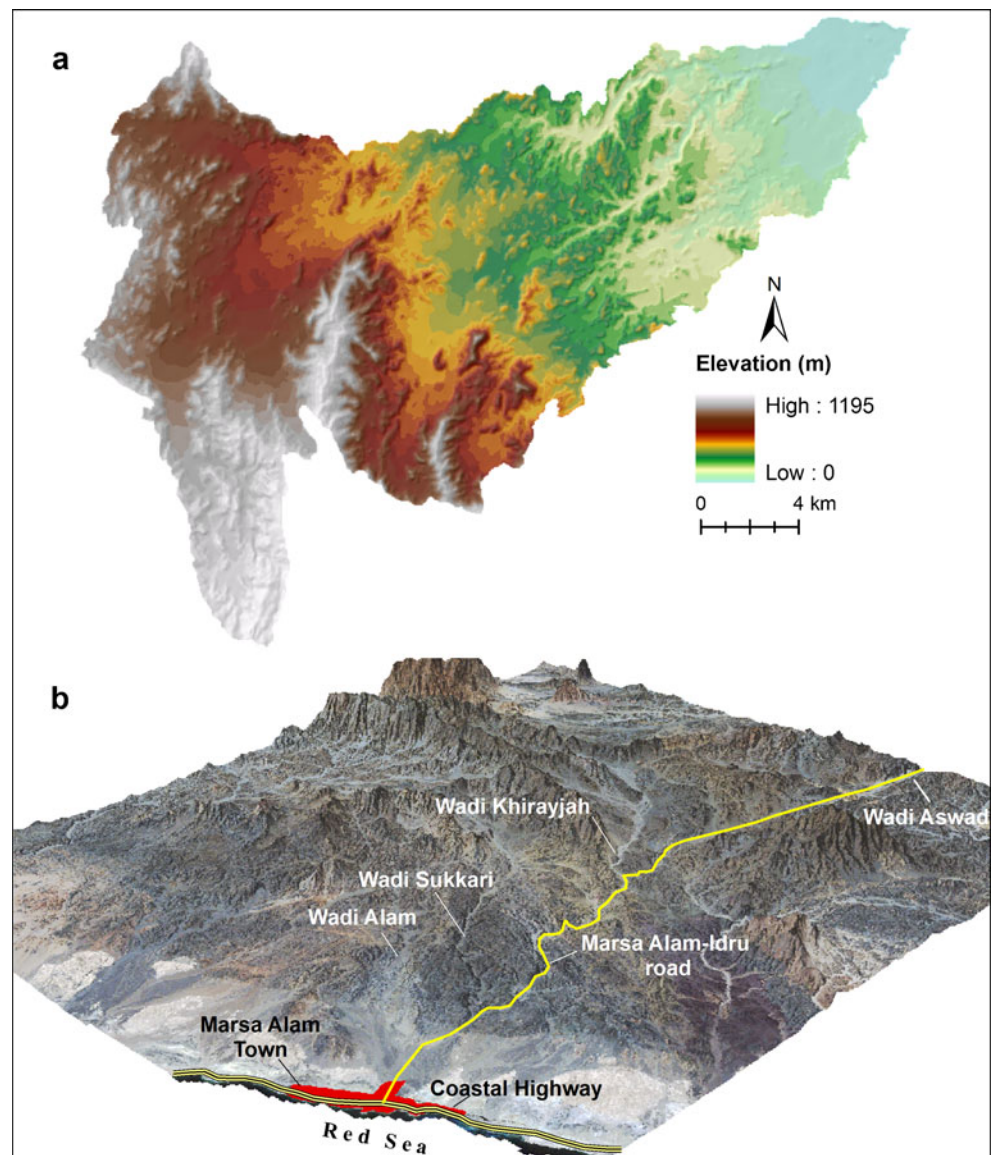 a
N
Elevation (m)
High : 1195
Low : 0
0 4 km
b
Wadi Khirayjah
Wadi Aswad
Wadi Sukkari
Wadi Alam
Marsa Alam-Idru
road
Marsa Alam
Town
Coastal Highway
Red Sea